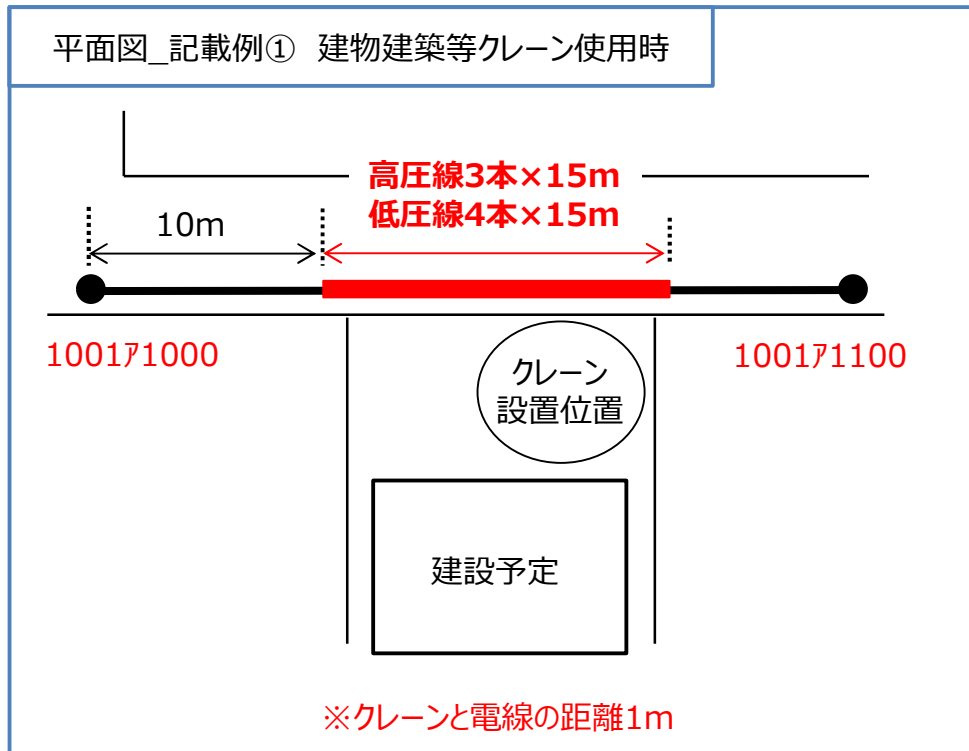 平面図_記載例① 建物建築等クレーン使用時
高圧線3本×15m
低圧線4本×15m
10m
1001ｱ1000
1001ｱ1100
クレーン
設置位置
建設予定
※クレーンと電線の距離1m